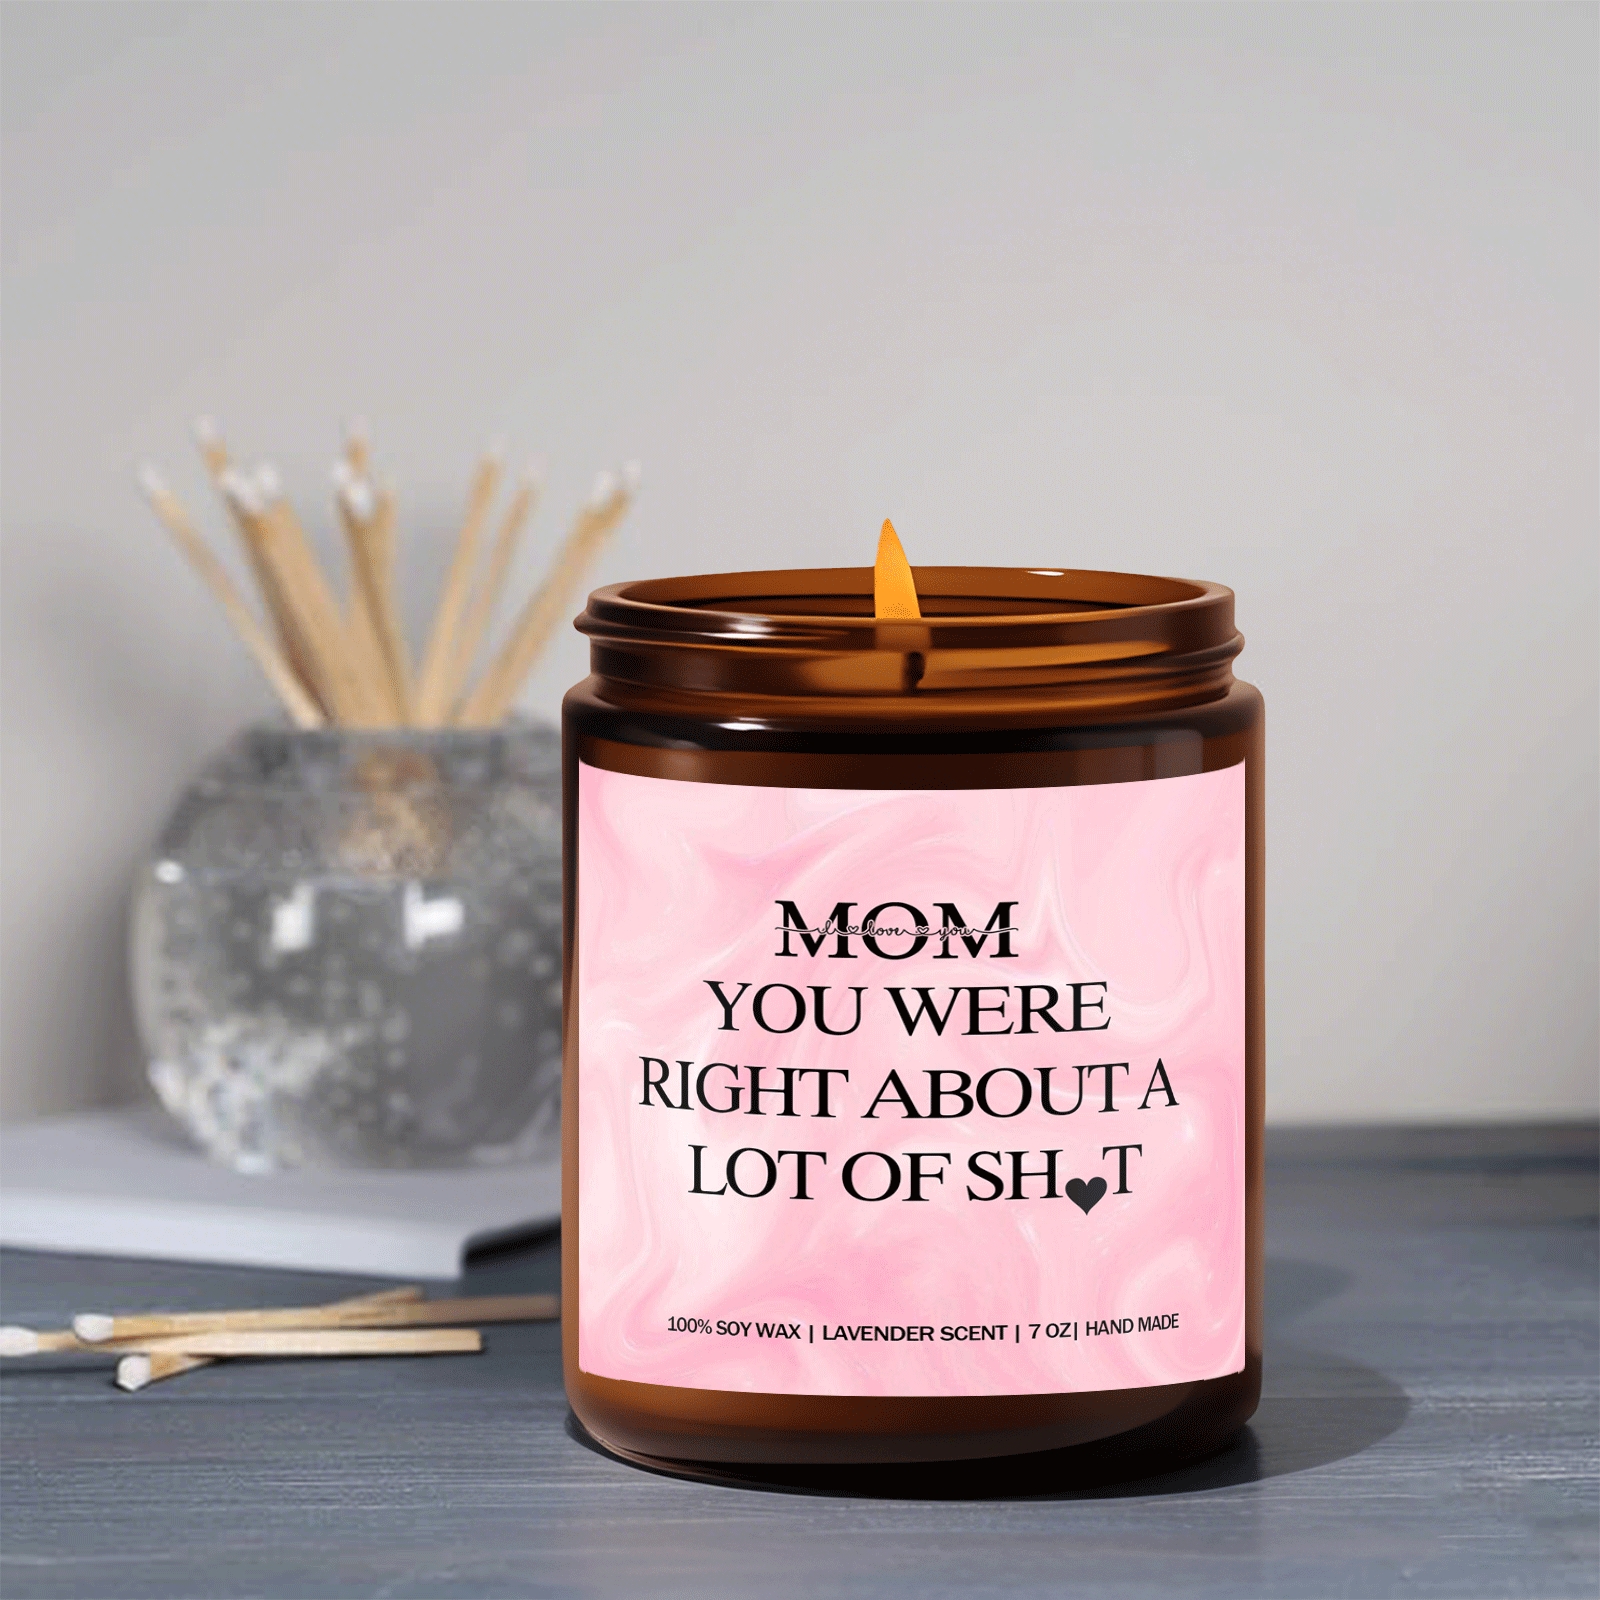 MOM
I love you
YOU WERE
RIGHT ABOUT A
LOT OF SH♥T
100% SOY WAX | LAVENDER SCENT | 7 OZ| HAND MADE